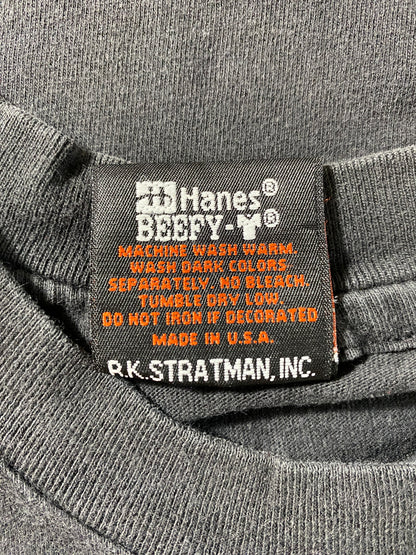 Hanes®
BEEFY-T®
MACHINE WASH WARM.
WASH DARK COLORS
SEPARATELY. NO BLEACH.
TUMBLE DRY LOW.
DO NOT IRON IF DECORATED
MADE IN U.S.A.
R.K. STRATMAN, INC.